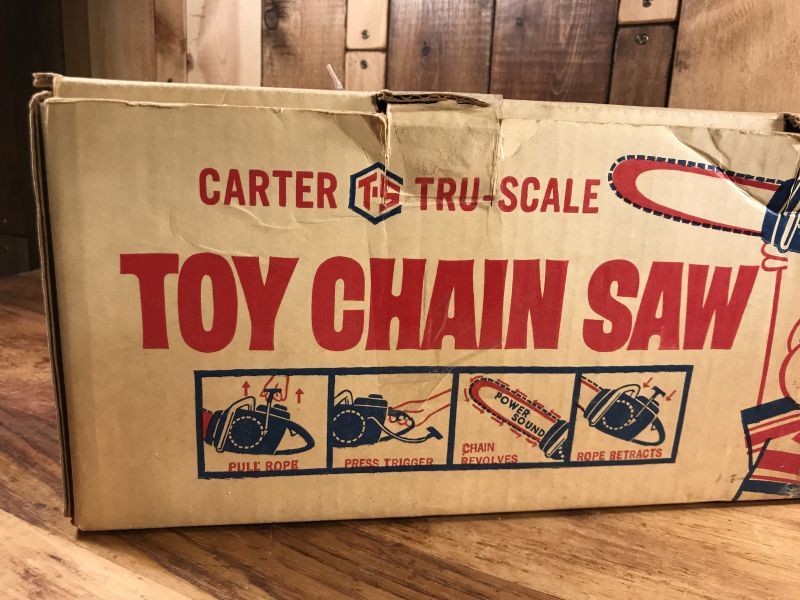 CARTER T-S TRU-SCALE
TOY CHAIN SAW
PULL ROPE
PRESS TRIGGER
POWER
SOUND
CHAIN
REVOLVES
ROPE RETRACTS